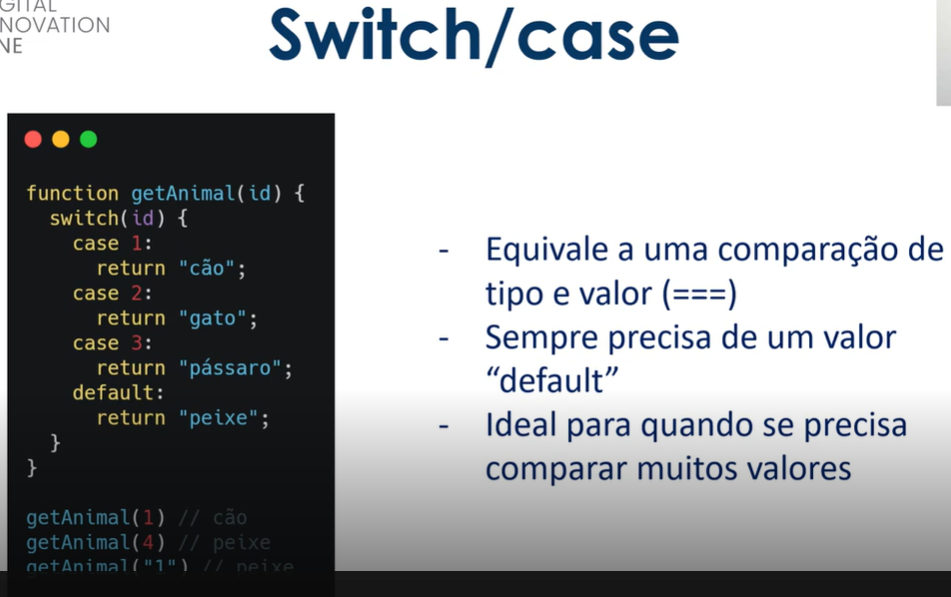 GITAL
NOVATION
NE
Switch/case
function getAnimal(id) {
switch(id) {
case 1:
return "cão";
case 2:
return "gato";
case 3:
return "pássaro";
default:
return "peixe";
}
}
getAnimal(1) // cão
getAnimal(4) // peixe
getAnimal("1") // peixe
- Equivale a uma comparação de
tipo e valor (===)
- Sempre precisa de um valor
“default”
- Ideal para quando se precisa
comparar muitos valores